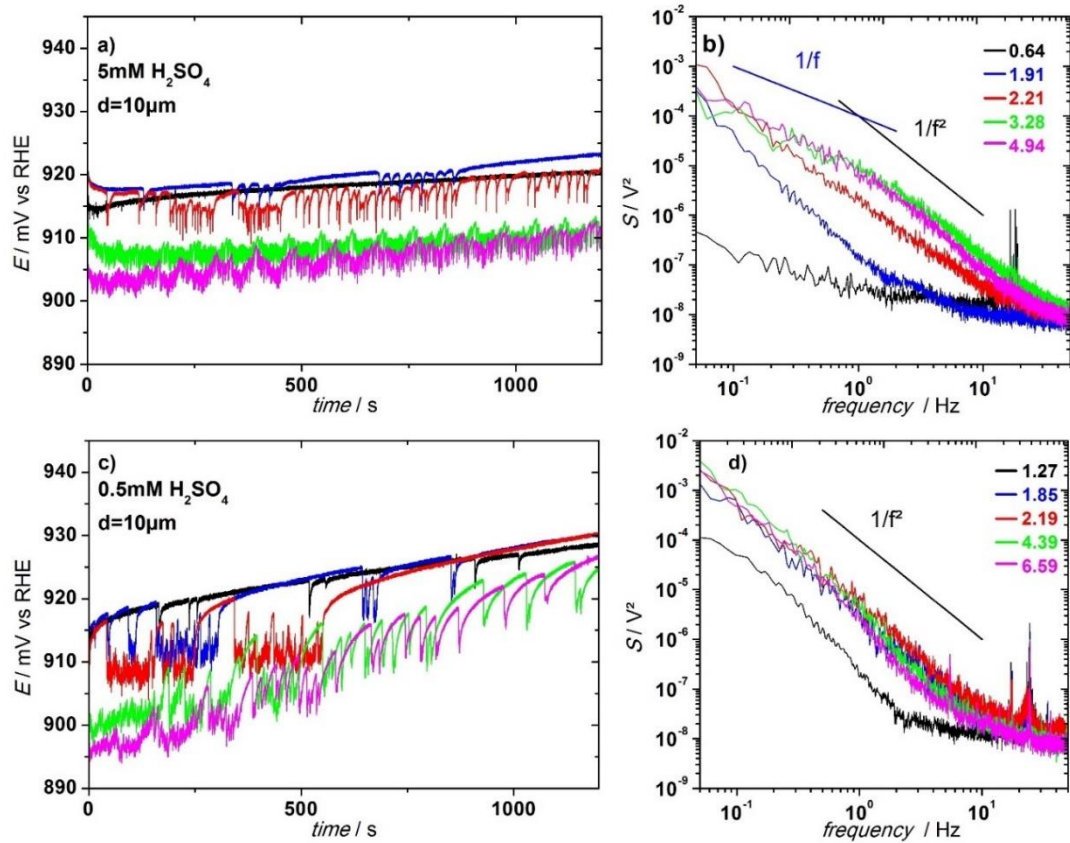 a)
5mM H₂SO₄
d=10µm
940
930
920
910
900
890
E / mV vs RHE
0
500
1000
time / s
b)
1/f
1/f²
0.64
1.91
2.21
3.28
4.94
10⁻²
10⁻³
10⁻⁴
10⁻⁵
10⁻⁶
10⁻⁷
10⁻⁸
10⁻⁹
S / V²
10⁻¹
10⁰
10¹
frequency / Hz
c)
0.5mM H₂SO₄
d=10µm
940
930
920
910
900
890
E / mV vs RHE
0
500
1000
time / s
d)
1/f²
1.27
1.85
2.19
4.39
6.59
10⁻²
10⁻³
10⁻⁴
10⁻⁵
10⁻⁶
10⁻⁷
10⁻⁸
10⁻⁹
S / V²
10⁻¹
10⁰
10¹
frequency / Hz